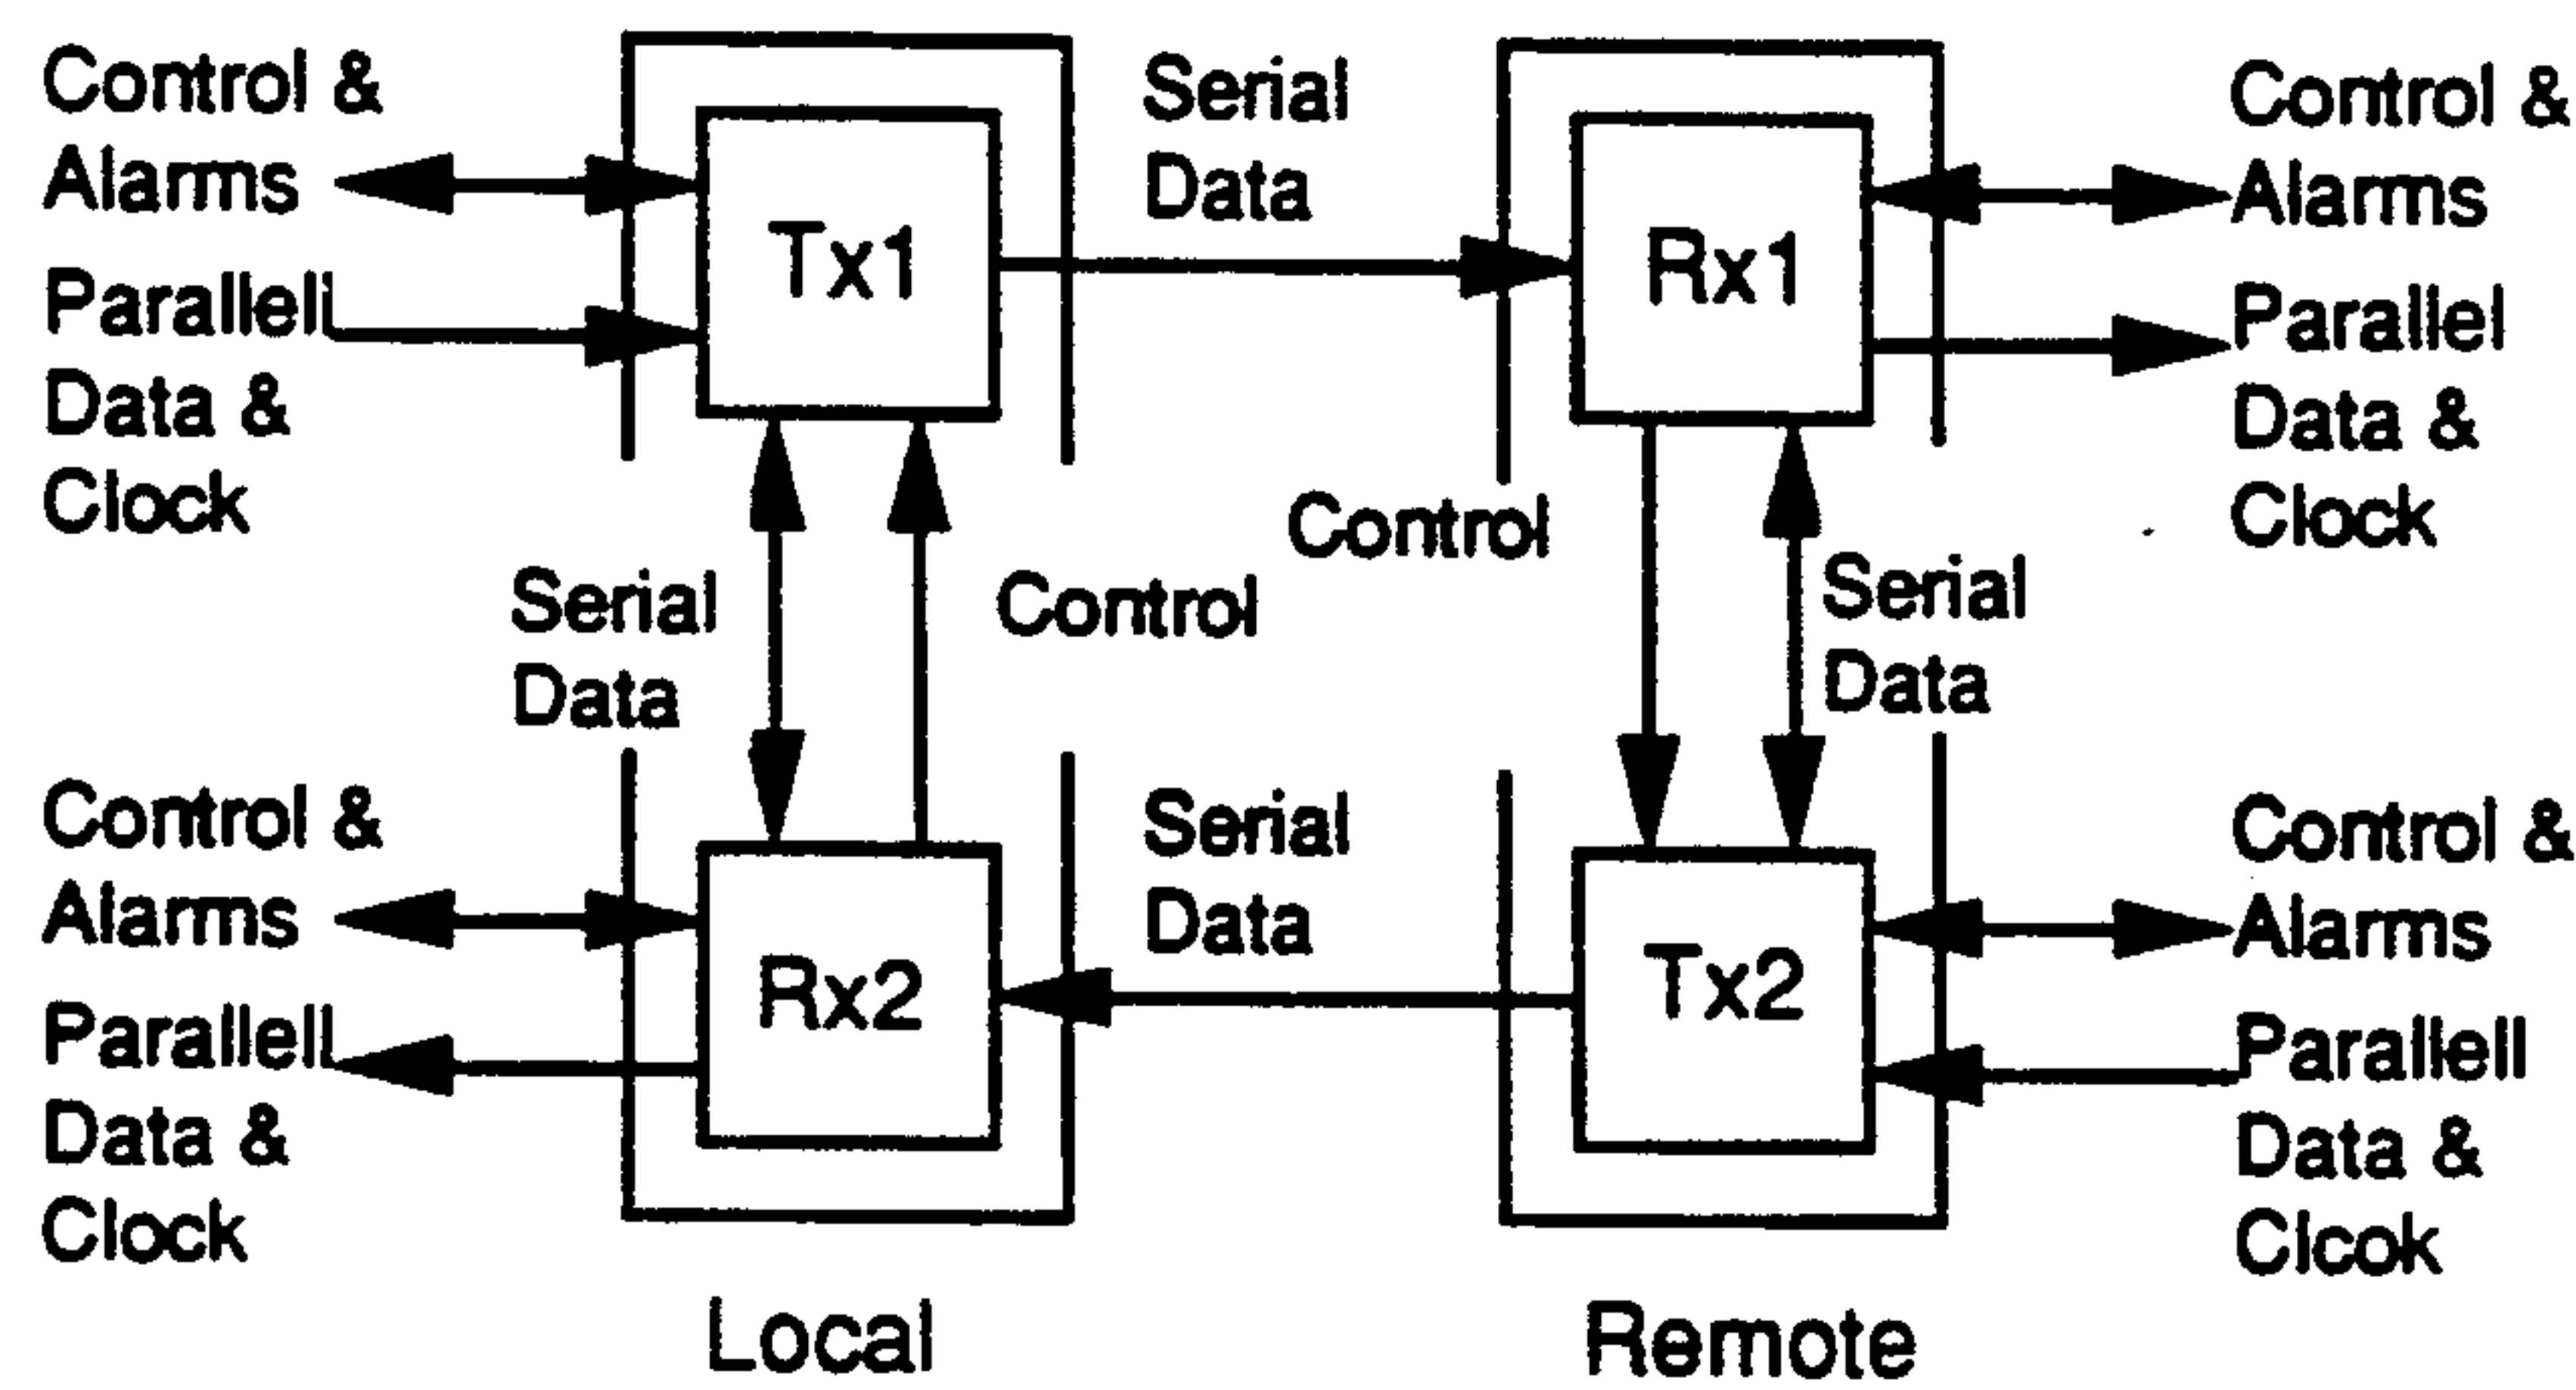 Control &
Alarms
Parallell
Data &
Clock
Tx1
Serial
Data
Rx1
Control &
Alarms
Parallel
Data &
Clock
Serial
Data
Control
Control
Serial
Data
Control &
Alarms
Parallell
Data &
Clock
Rx2
Serial
Data
Tx2
Control &
Alarms
Parallell
Data &
Clcok
Local
Remote